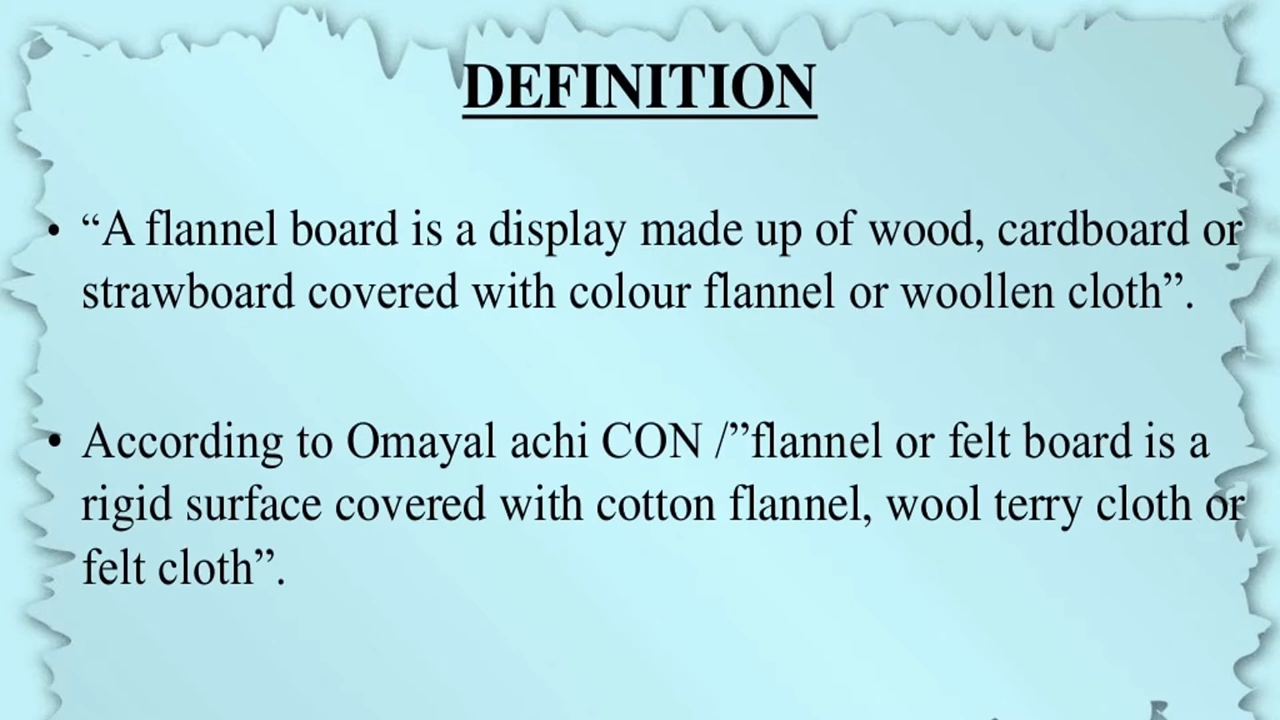 DEFINITION
• “A flannel board is a display made up of wood, cardboard or
strawboard covered with colour flannel or woollen cloth”.
• According to Omayal achi CON /”flannel or felt board is a
rigid surface covered with cotton flannel, wool terry cloth or
felt cloth”.